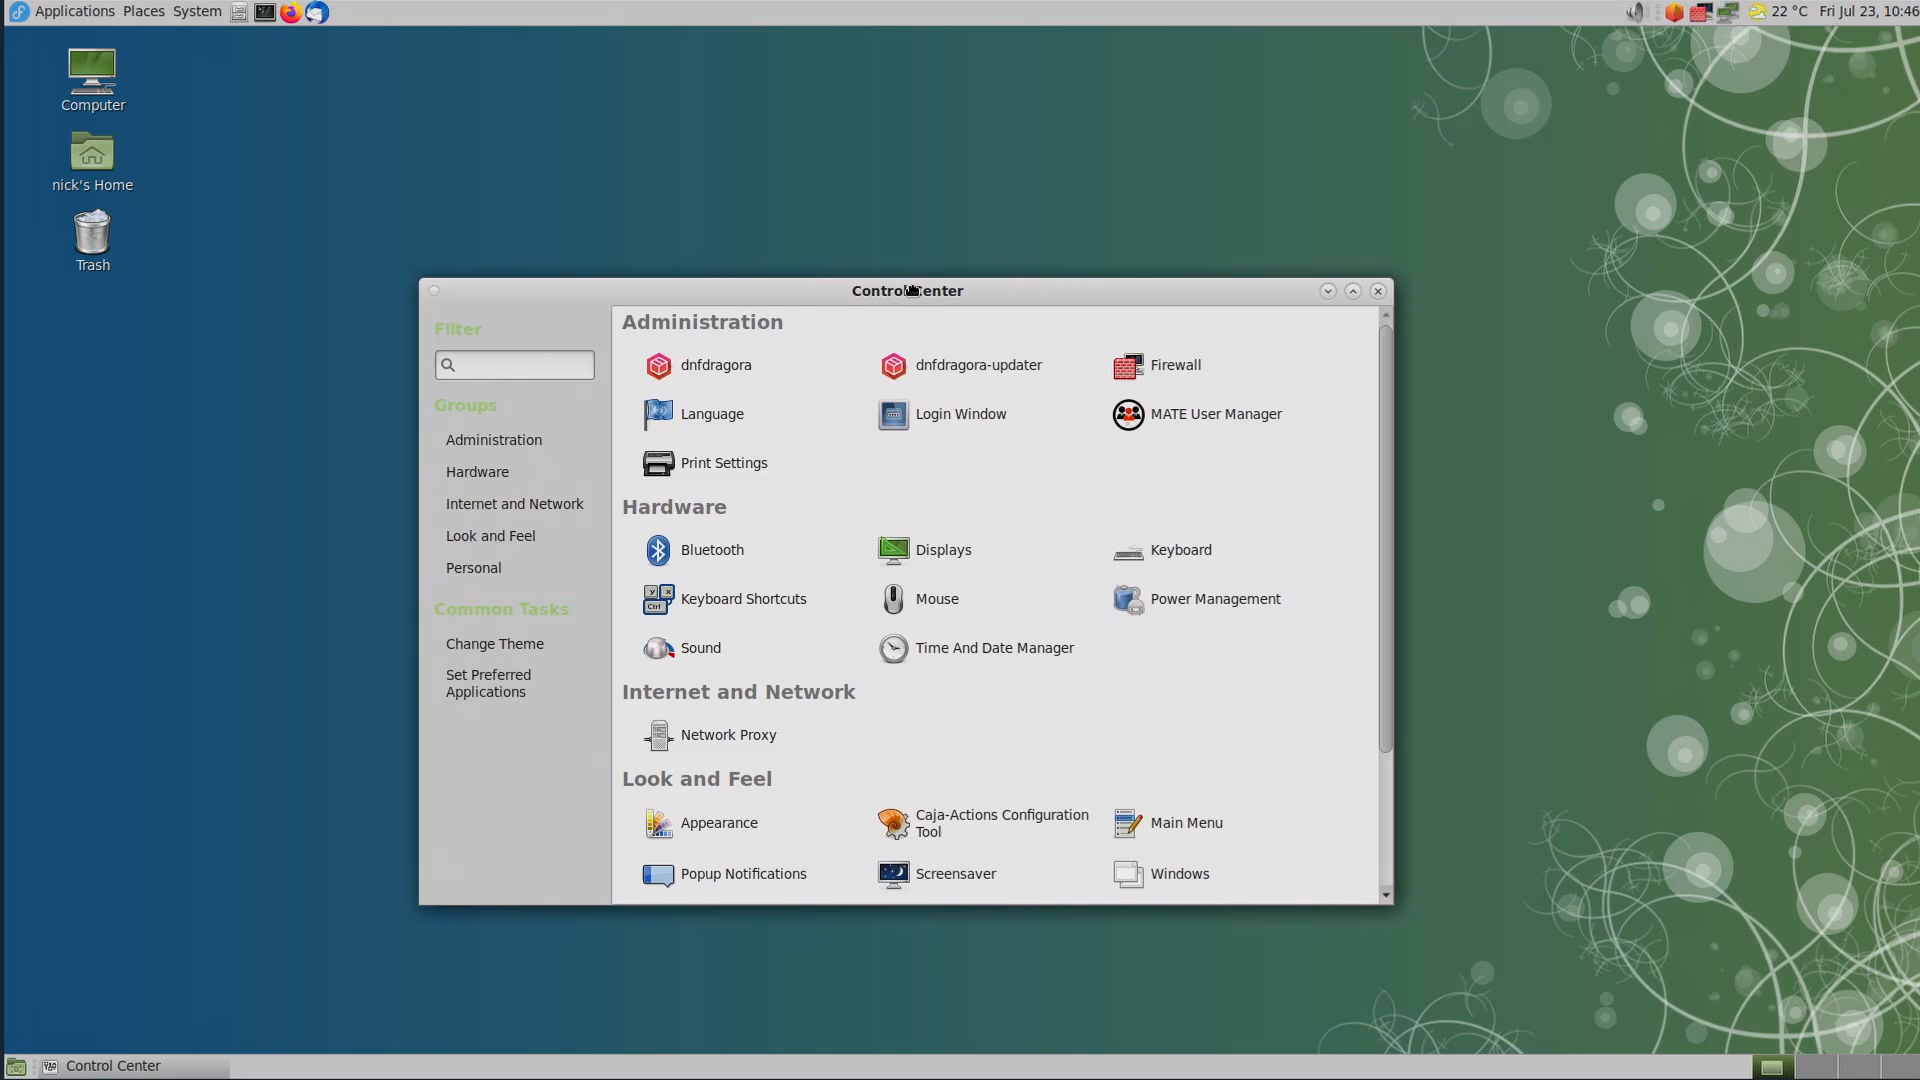 Applications Places System
22 °C Fri Jul 23, 10:46
Computer
nick's Home
Trash
Filter
Groups
Administration
Hardware
Internet and Network
Look and Feel
Personal
Common Tasks
Change Theme
Set Preferred
Applications
Administration
dnfdragora dnfdragora-updater Firewall
Language Login Window MATE User Manager
Print Settings
Hardware
Bluetooth Displays Keyboard
Keyboard Shortcuts Mouse Power Management
Sound Time And Date Manager
Internet and Network
Network Proxy
Look and Feel
Appearance Caja-Actions Configuration
Tool Main Menu
Popup Notifications Screensaver Windows
Control Center